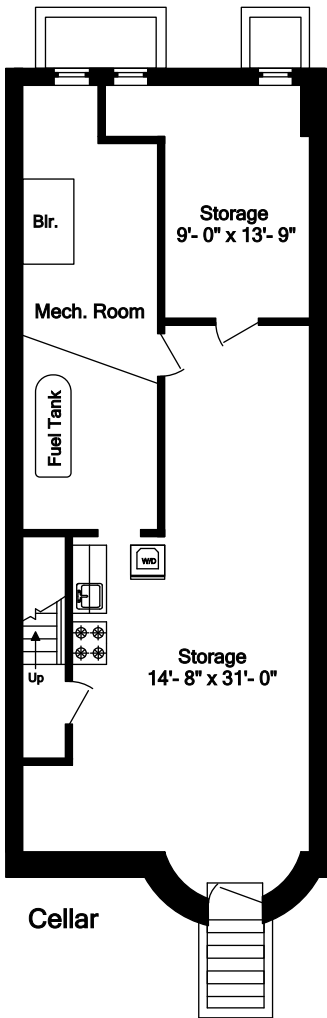 Storage
9'- 0" x 13'- 9"
Blr.
Mech. Room
Fuel Tank
W/D
Storage
14'- 8" x 31'- 0"
Up
Cellar